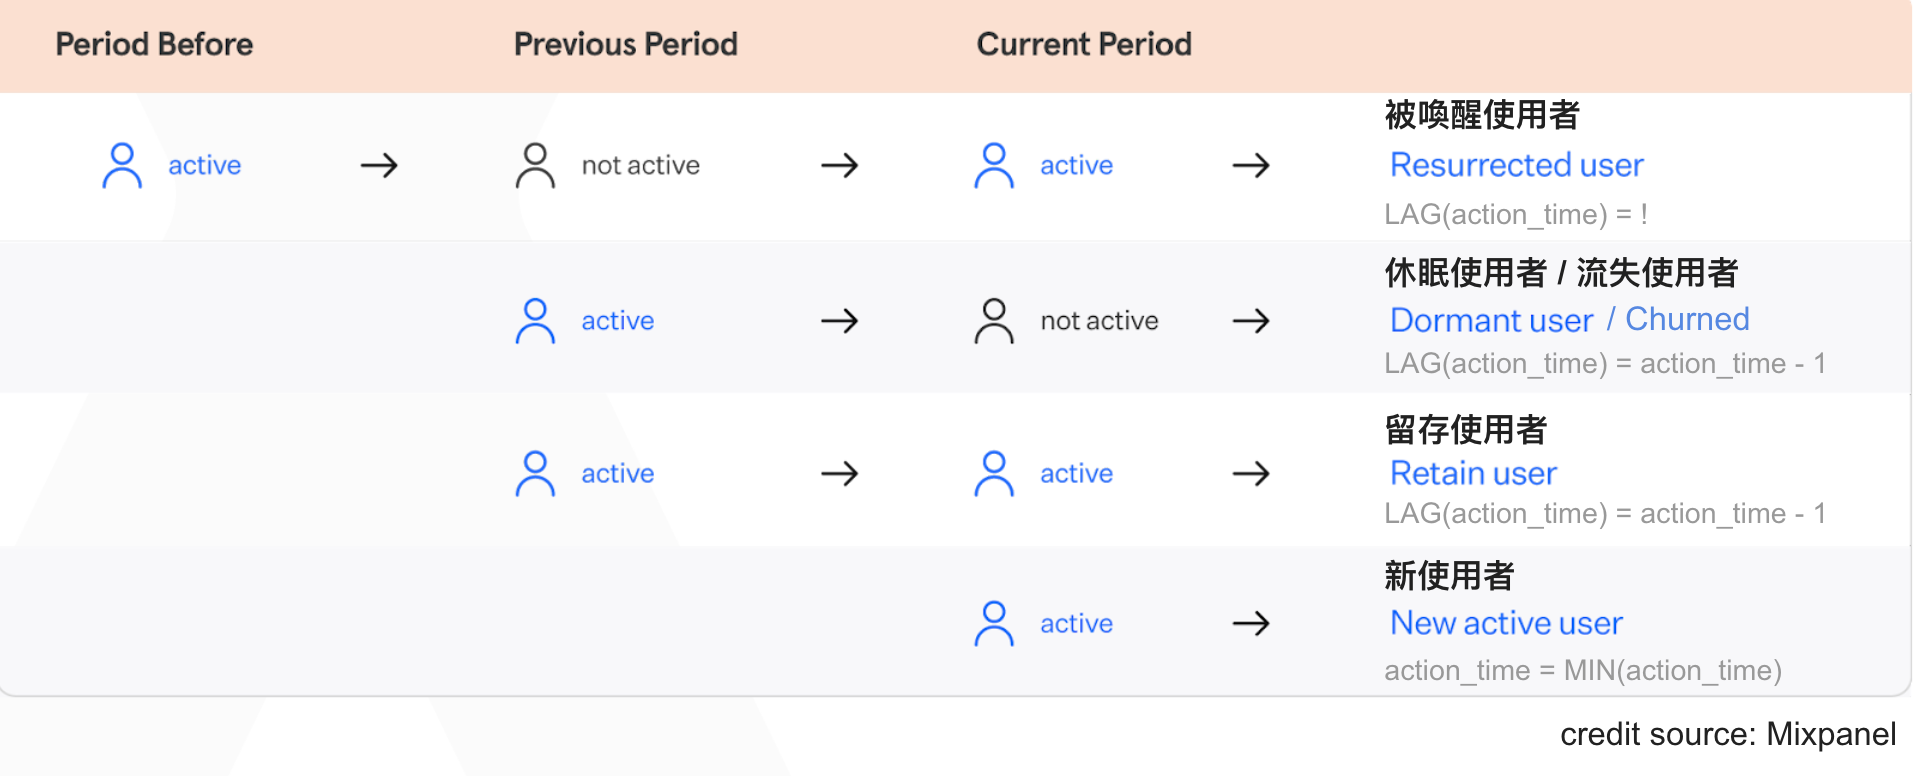 Period Before Previous Period Current Period
被喚醒使用者
active → not active → active → Resurrected user
LAG(action_time) = !
休眠使用者 / 流失使用者
active → not active → Dormant user / Churned
LAG(action_time) = action_time - 1
留存使用者
active → active → Retain user
LAG(action_time) = action_time - 1
新使用者
active → New active user
action_time = MIN(action_time)
credit source: Mixpanel